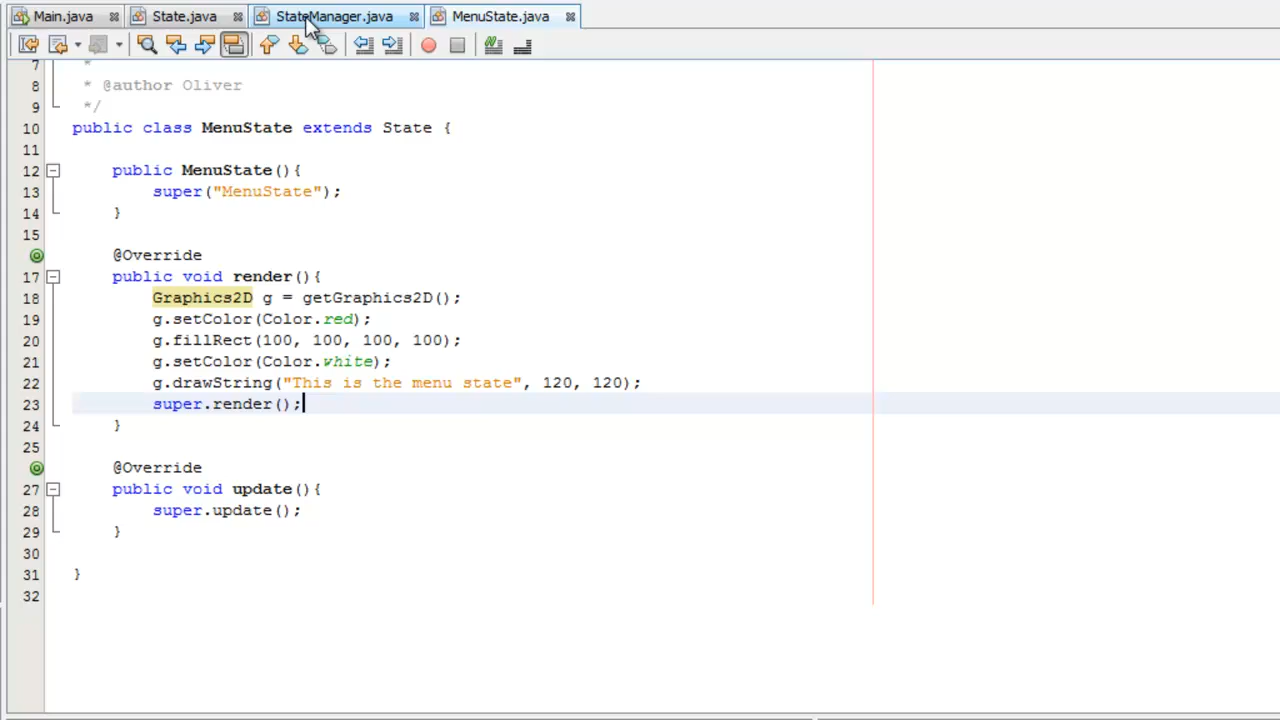 Main.java State.java StateManager.java MenuState.java
7 *
8 * @author Oliver
9 */
10 public class MenuState extends State {
11
12 public MenuState(){
13 super("MenuState");
14 }
15
@Override
17 public void render(){
18 Graphics2D g = getGraphics2D();
19 g.setColor(Color.red);
20 g.fillRect(100, 100, 100, 100);
21 g.setColor(Color.white);
22 g.drawString("This is the menu state", 120, 120);
23 super.render();
24 }
25
@Override
27 public void update(){
28 super.update();
29 }
30
31 }
32